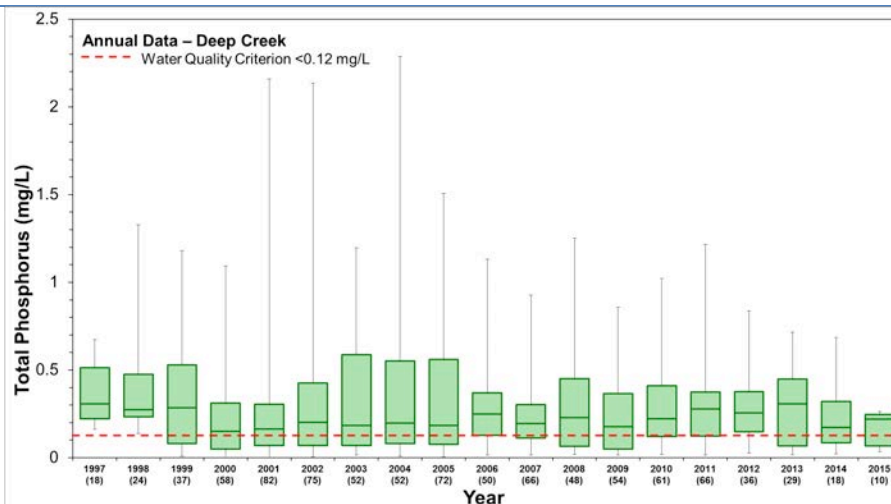 2.5
Annual Data – Deep Creek
Water Quality Criterion <0.12 mg/L
2
1.5
1
0.5
0
Total Phosphorus (mg/L)
1997 1998 1999 2000 2001 2002 2003 2004 2005 2006 2007 2008 2009 2010 2011 2012 2013 2014 2015
(18) (24) (37) (58) (82) (75) (52) (52) (72) (50) (66) (48) (54) (61) (66) (36) (29) (18) (10)
Year